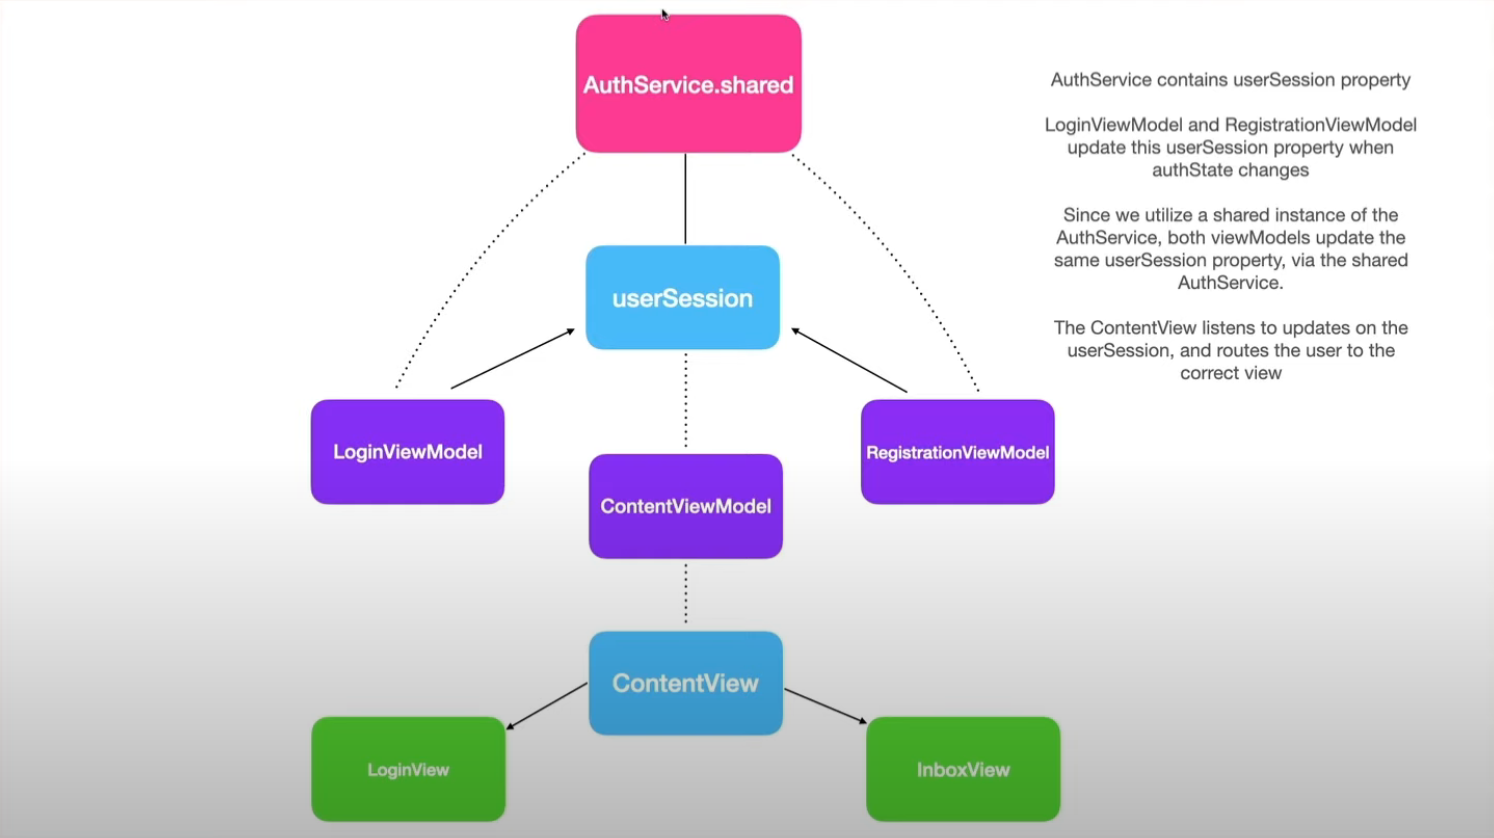 AuthService.shared
AuthService contains userSession property
LoginViewModel and RegistrationViewModel
update this userSession property when
authState changes
Since we utilize a shared instance of the
AuthService, both viewModels update the
same userSession property, via the shared
AuthService.
The ContentView listens to updates on the
userSession, and routes the user to the
correct view
userSession
LoginViewModel
RegistrationViewModel
ContentViewModel
ContentView
LoginView
InboxView